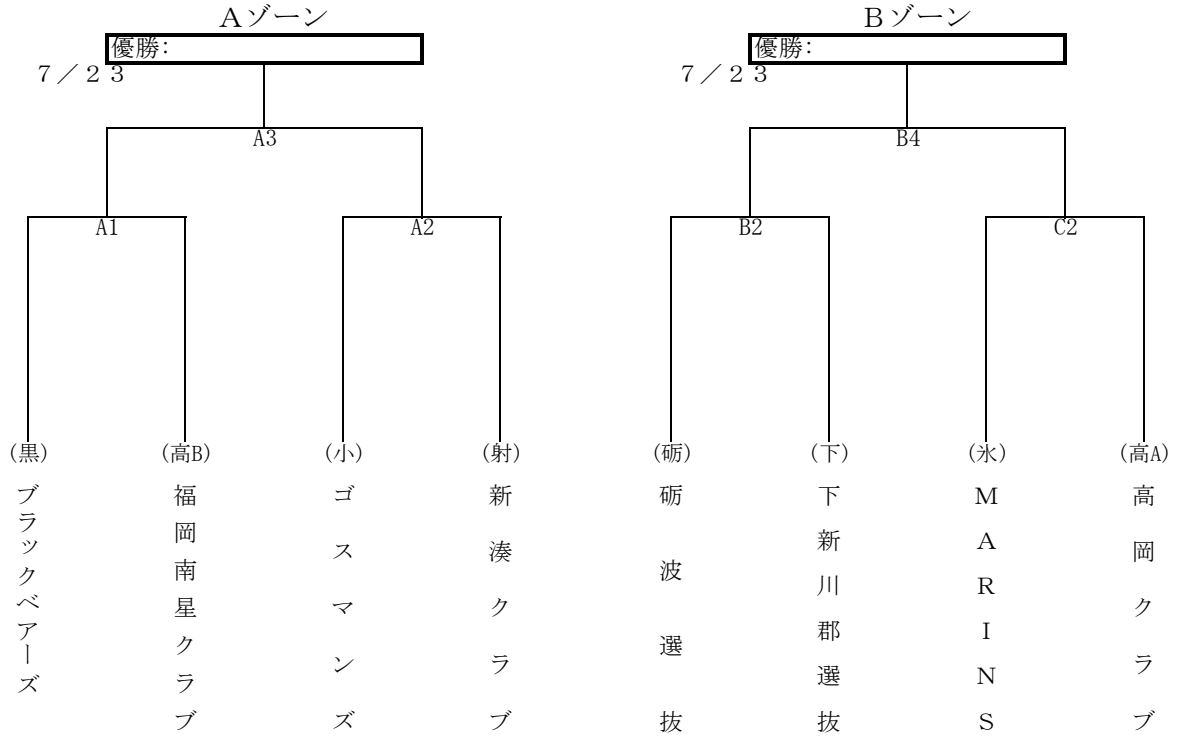 Ａゾーン
優勝:
７／２３
A3
A1
A2
(黒)
(高B)
(小)
(射)
ブラックベアーズ
福岡南星クラブ
ゴスマンズ
新湊クラブ
Ｂゾーン
優勝:
７／２３
B4
B2
C2
(砺)
(下)
(氷)
(高A)
砺波選抜
下新川郡選抜
ＭＡＲＩＮＳ
高岡クラブ